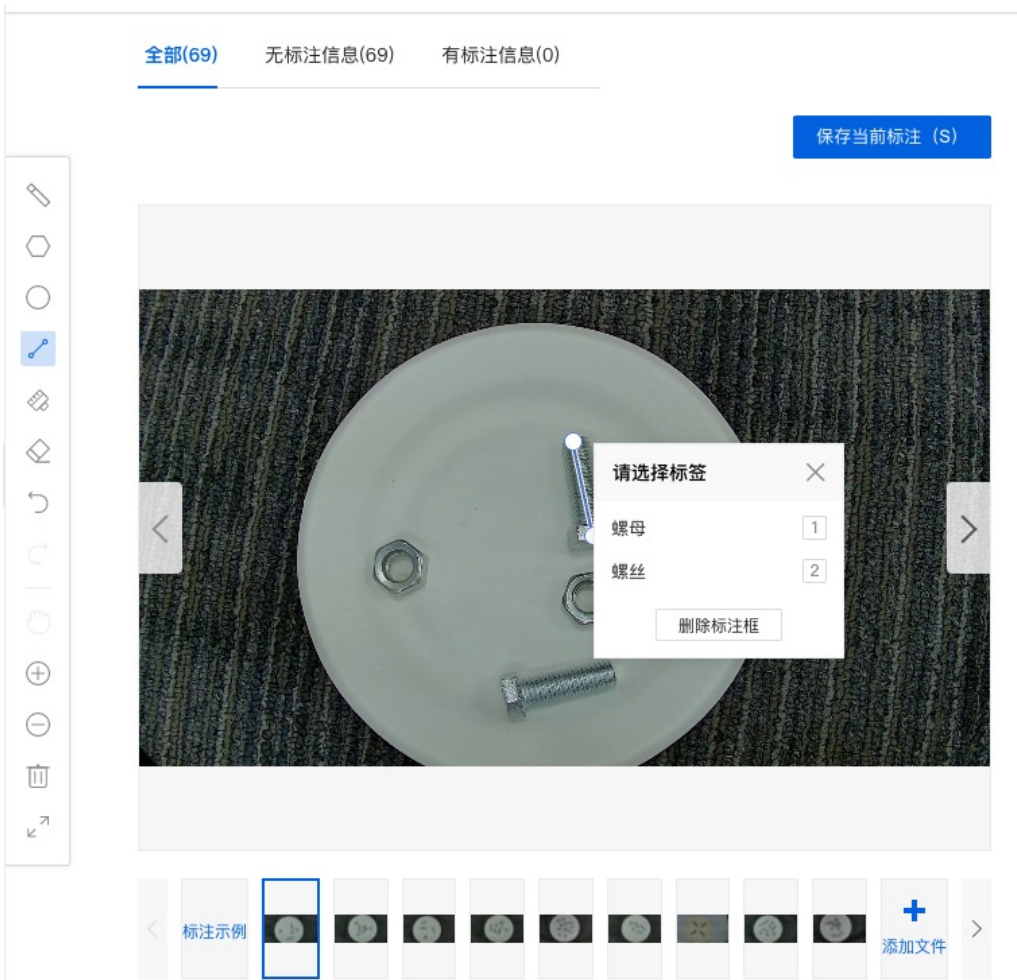 全部(69) 无标注信息(69) 有标注信息(0)
保存当前标注（S）
请选择标签
螺母 1
螺丝 2
删除标注框
标注示例
添加文件